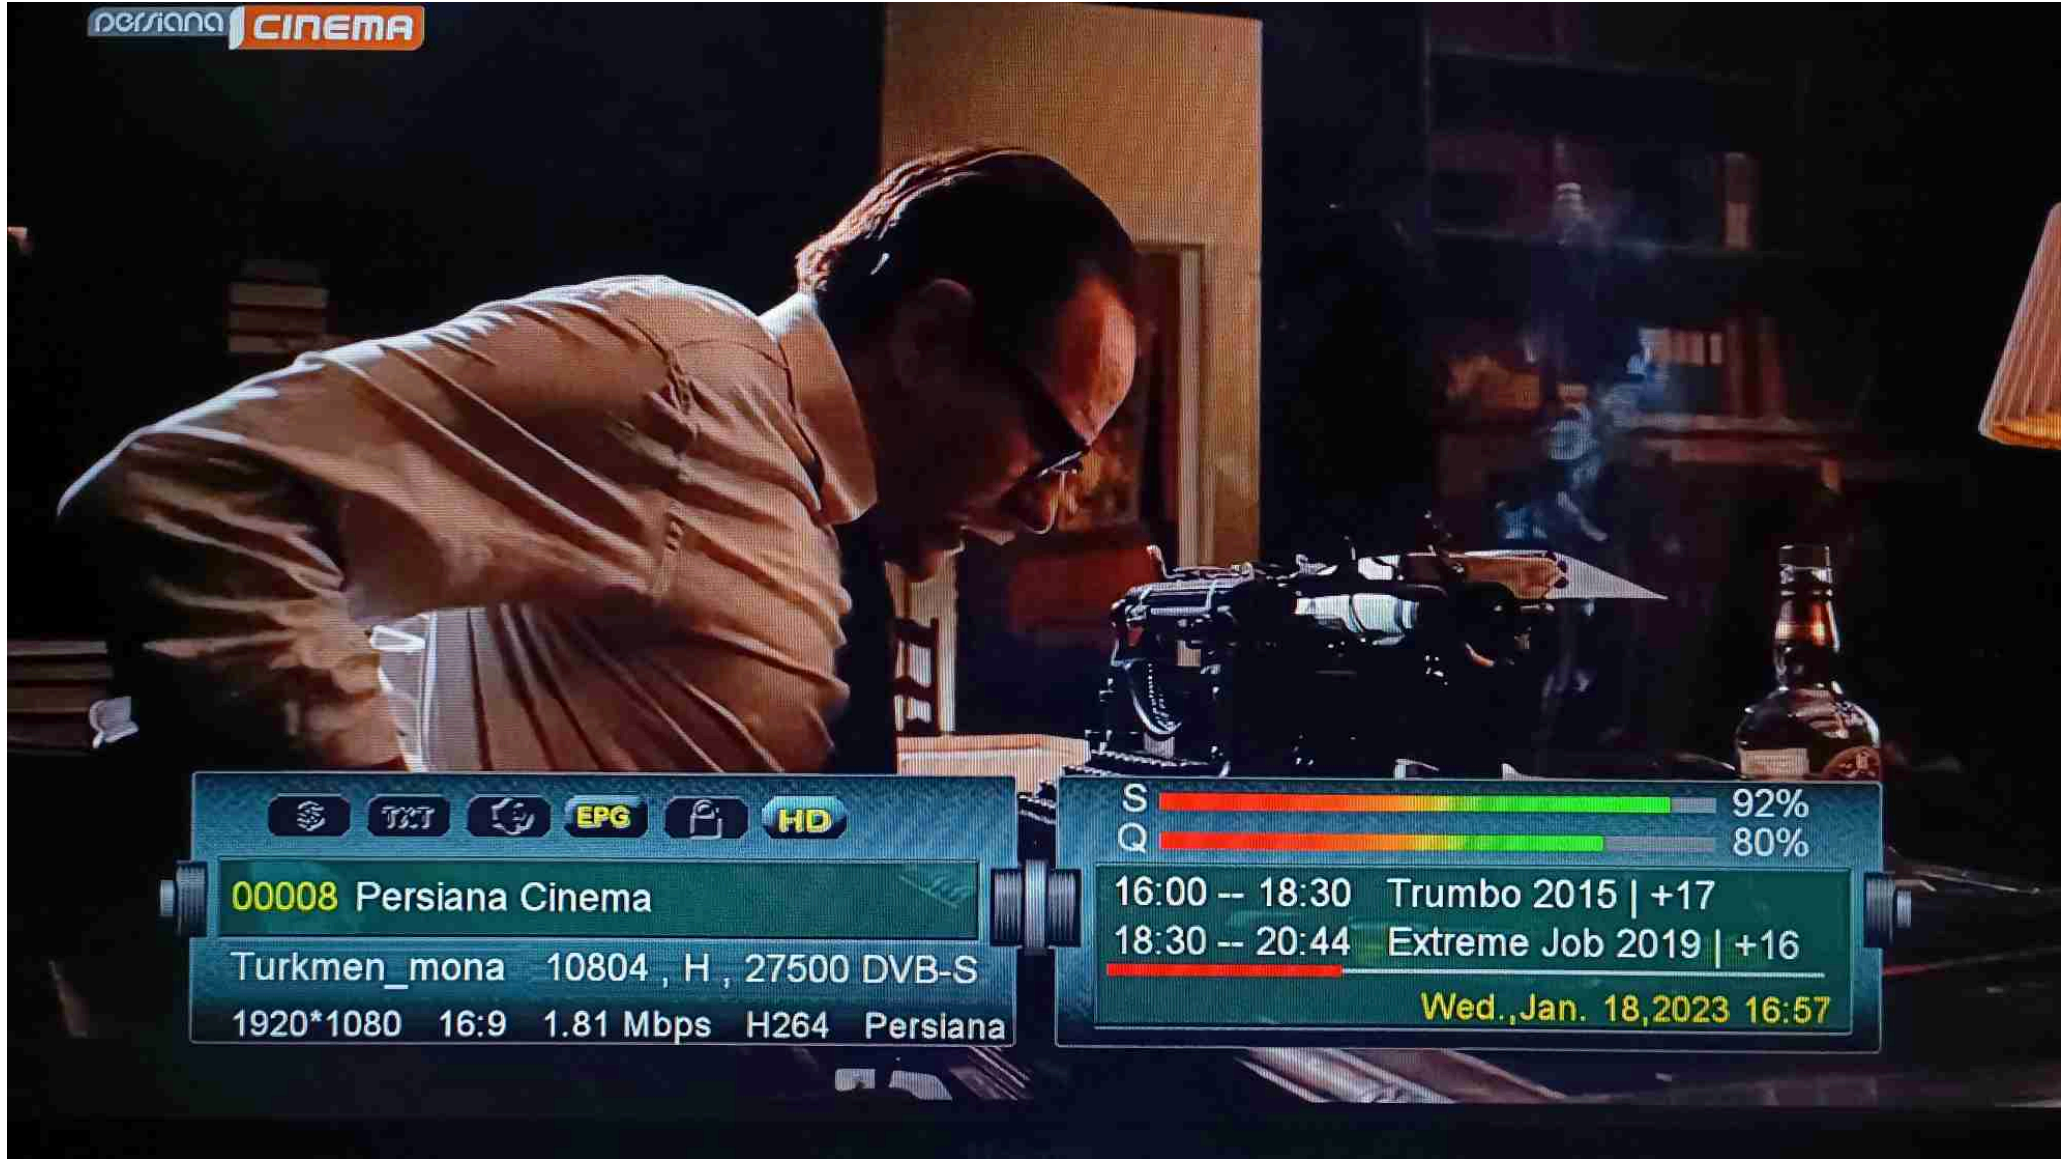 persiana CINEMA
TXT EPG HD
00008 Persiana Cinema
Turkmen_mona 10804 , H , 27500 DVB-S
1920*1080 16:9 1.81 Mbps H264 Persiana
S 92%
Q 80%
16:00 -- 18:30 Trumbo 2015 | +17
18:30 -- 20:44 Extreme Job 2019 | +16
Wed.,Jan. 18,2023 16:57